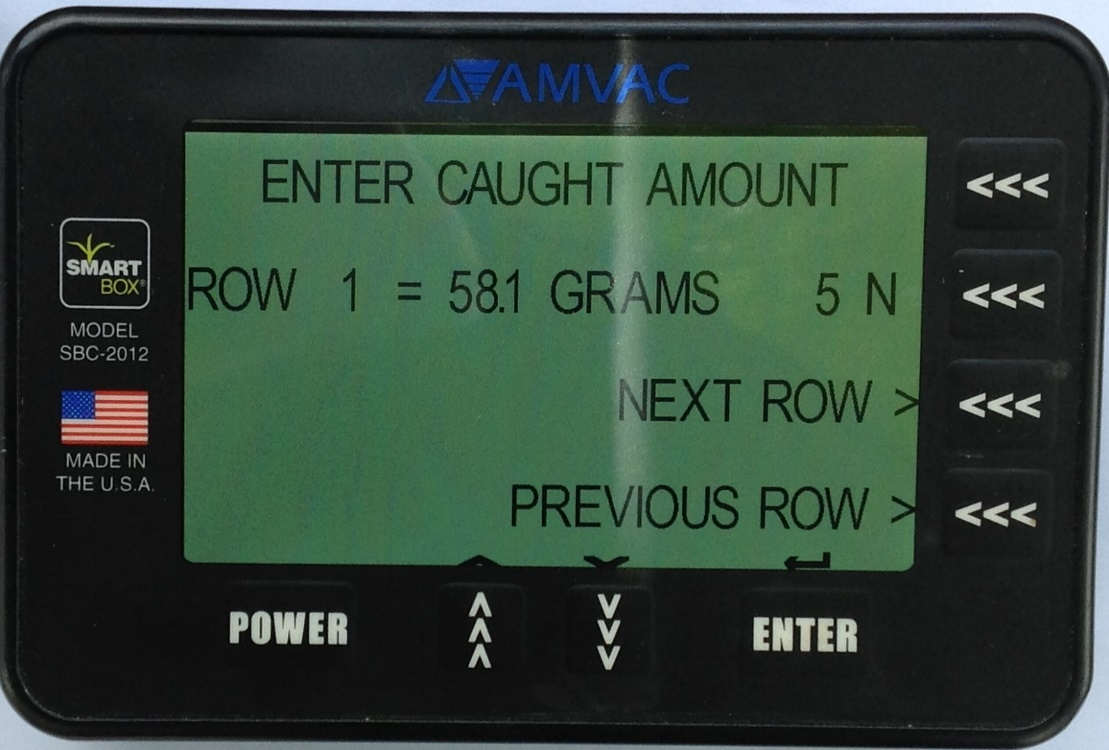 AMVAC
ENTER CAUGHT AMOUNT
<<<
ROW 1 = 58.1 GRAMS 5 N
<<<
NEXT ROW >
<<<
PREVIOUS ROW >
<<<
SMART
BOX®
MODEL
SBC-2012
MADE IN
THE U.S.A.
POWER
ENTER